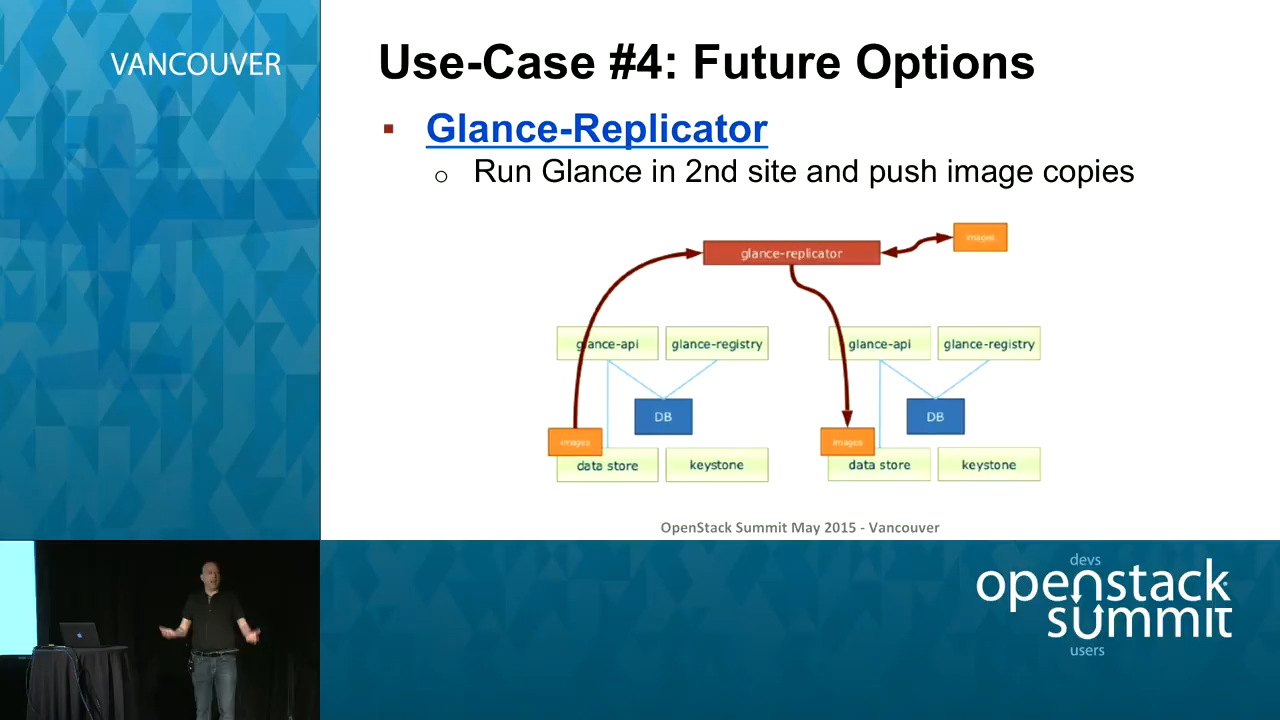 VANCOUVER
Use-Case #4: Future Options
Glance-Replicator
Run Glance in 2nd site and push image copies
images
glance-replicator
glance-api
glance-registry
glance-api
glance-registry
DB
DB
images
images
data store
keystone
data store
keystone
OpenStack Summit May 2015 - Vancouver
devs
openstack
summit
users